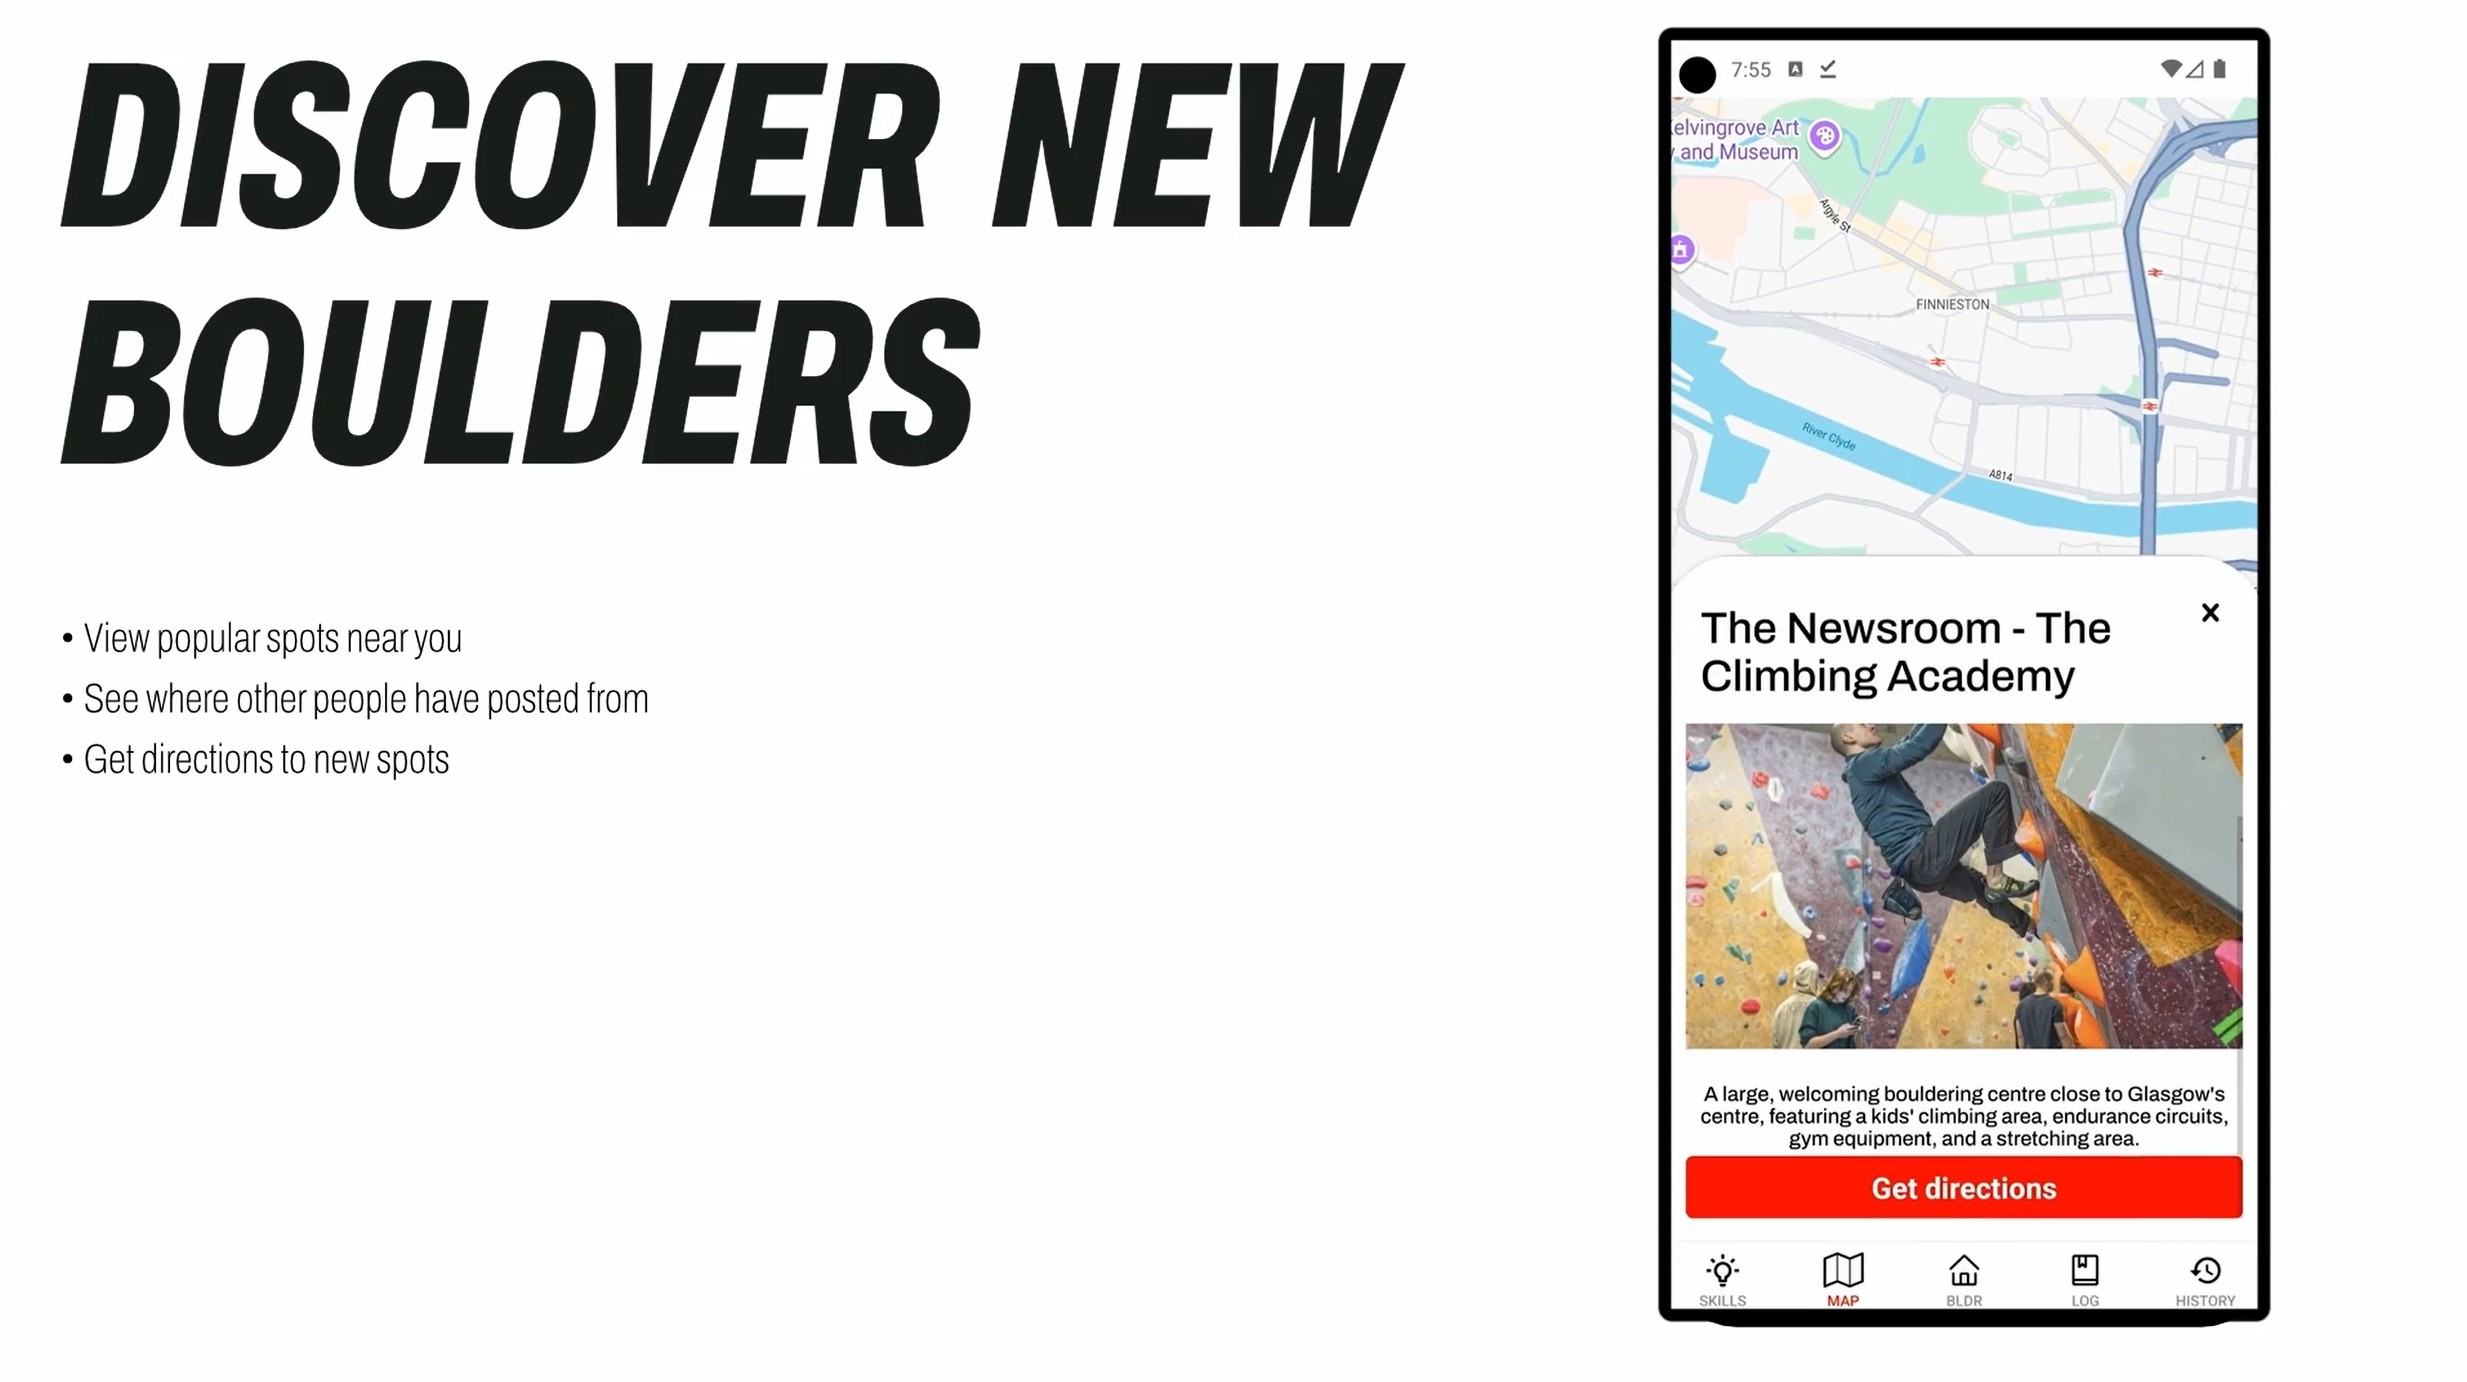 DISCOVER NEW
BOULDERS
• View popular spots near you
• See where other people have posted from
• Get directions to new spots
7:55
elvingrove Art
and Museum
Argyle St
FINNIESTON
River Clyde
A814
The Newsroom - The
Climbing Academy
A large, welcoming bouldering centre close to Glasgow's
centre, featuring a kids' climbing area, endurance circuits,
gym equipment, and a stretching area.
Get directions
SKILLS
MAP
BLDR
LOG
HISTORY